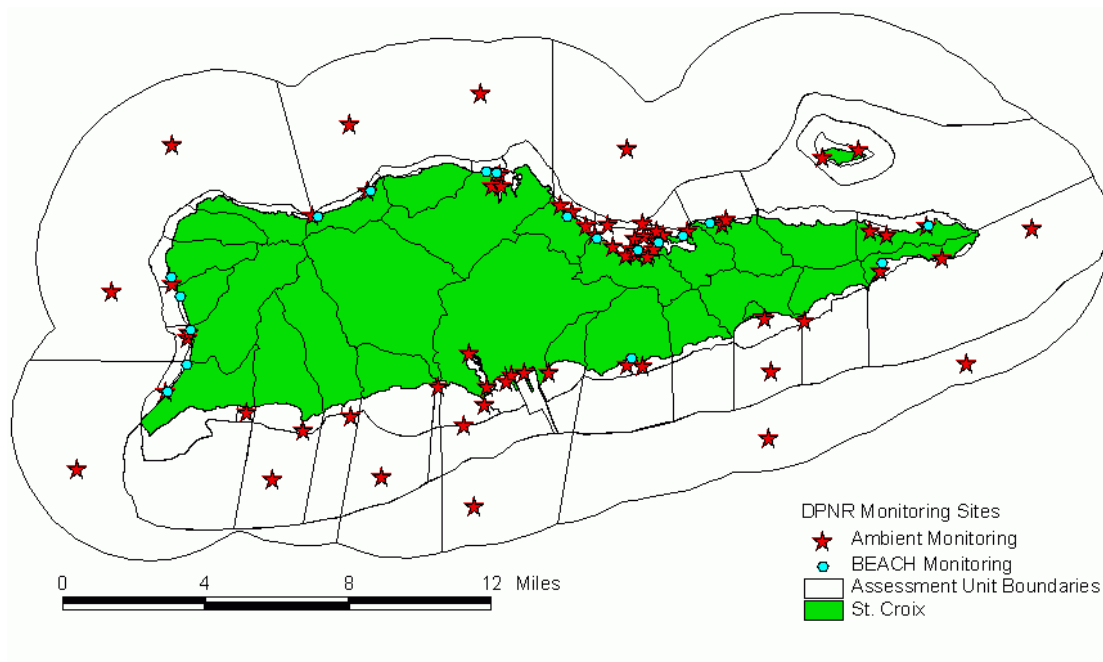 DPNR Monitoring Sites
Ambient Monitoring
BEACH Monitoring
Assessment Unit Boundaries
St. Croix
0 4 8 12 Miles